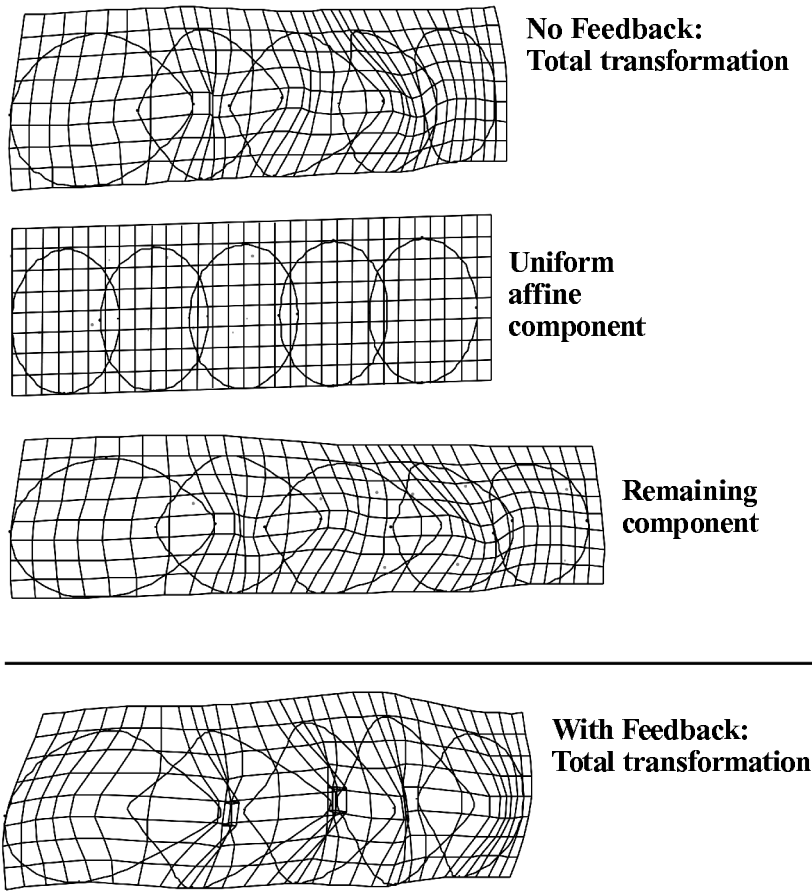 No Feedback:
Total transformation
Uniform
affine
component
Remaining
component
With Feedback:
Total transformation